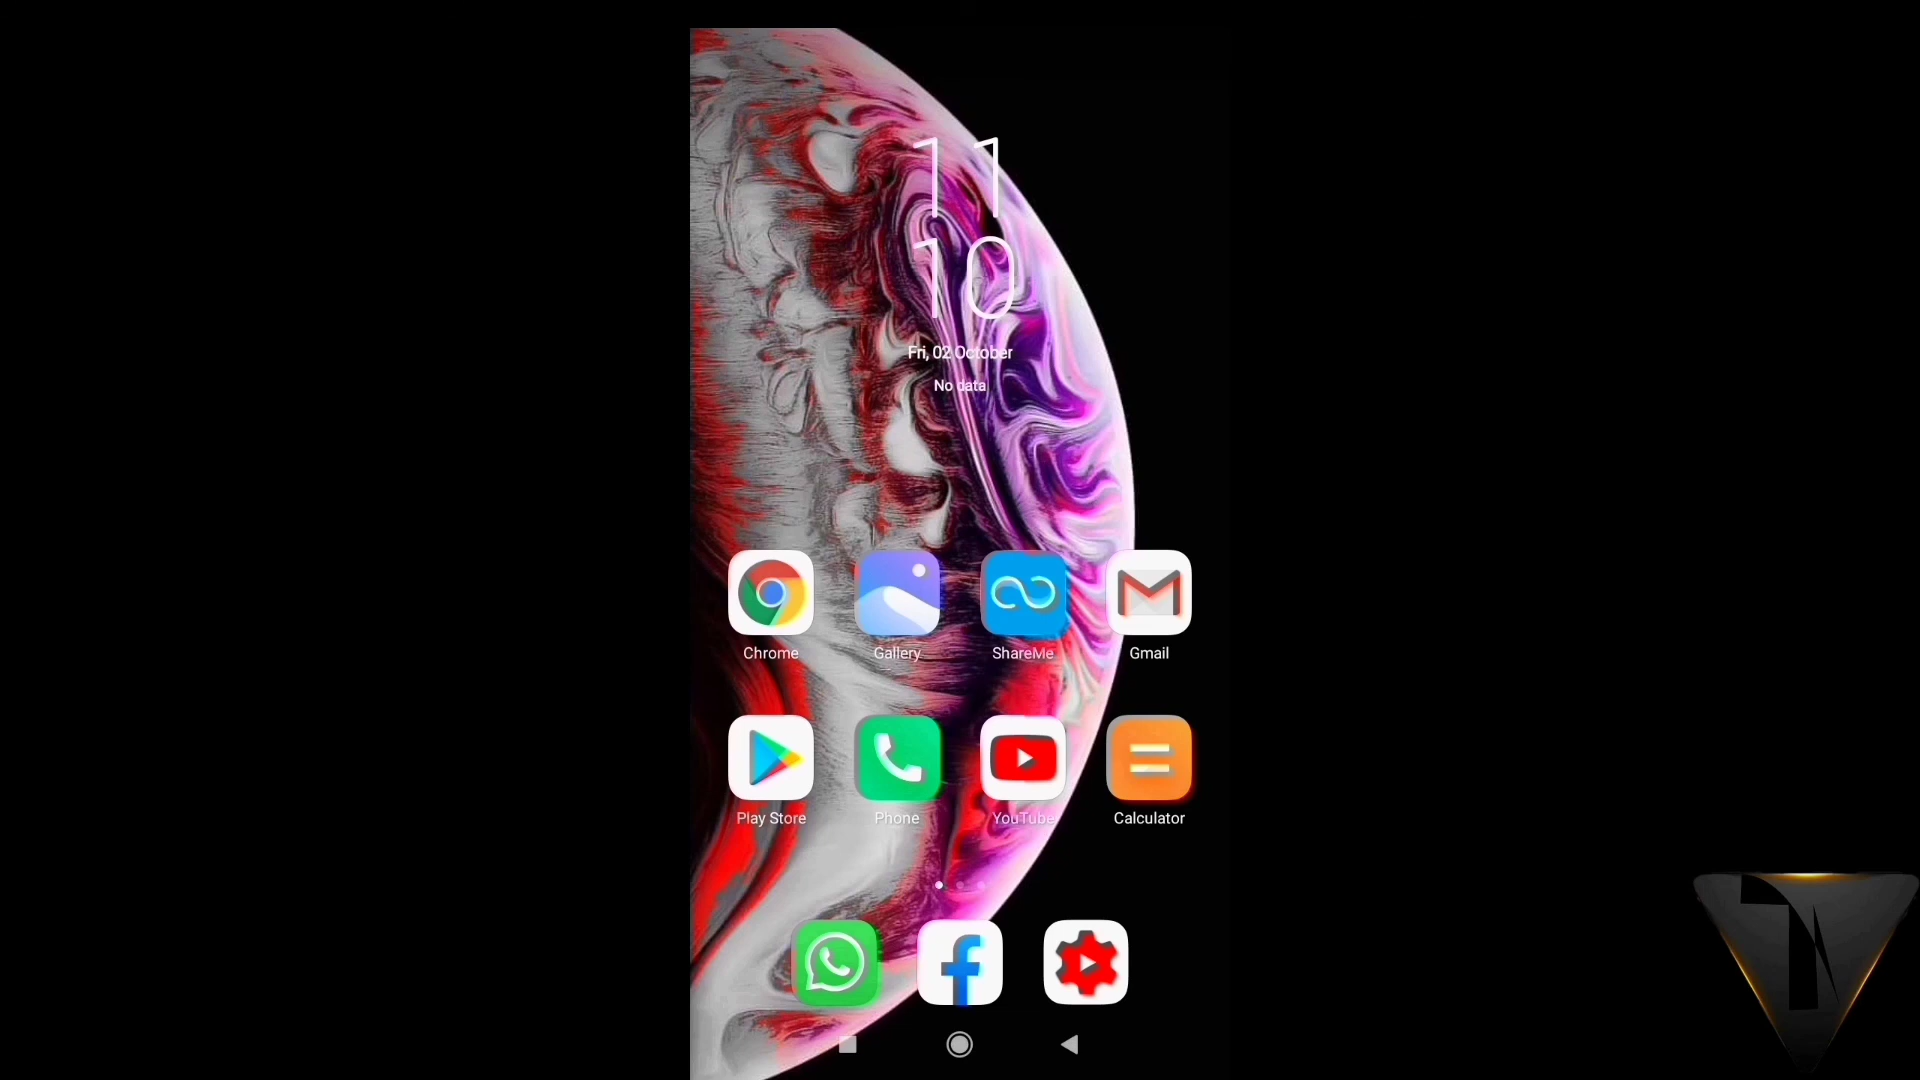 11
10
Fri, 02 October
No data
Chrome
Gallery
ShareMe
Gmail
Play Store
Phone
YouTube
Calculator